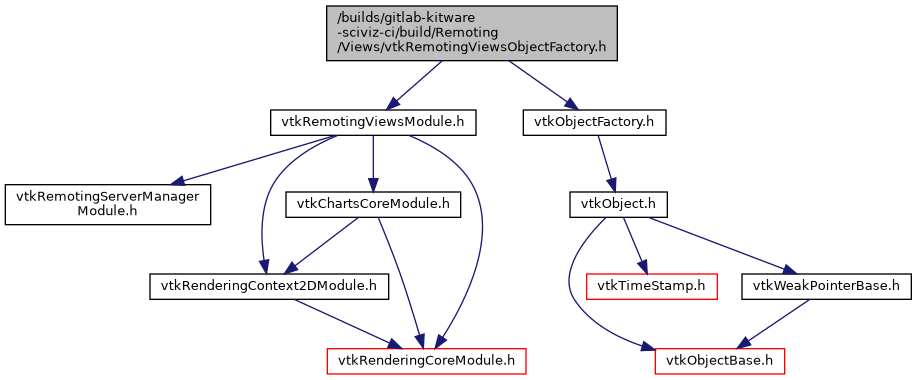 /builds/gitlab-kitware
-sciviz-ci/build/Remoting
/Views/vtkRemotingViewsObjectFactory.h
vtkRemotingViewsModule.h
vtkObjectFactory.h
vtkRemotingServerManager
Module.h
vtkChartsCoreModule.h
vtkObject.h
vtkRenderingContext2DModule.h
vtkTimeStamp.h
vtkWeakPointerBase.h
vtkRenderingCoreModule.h
vtkObjectBase.h